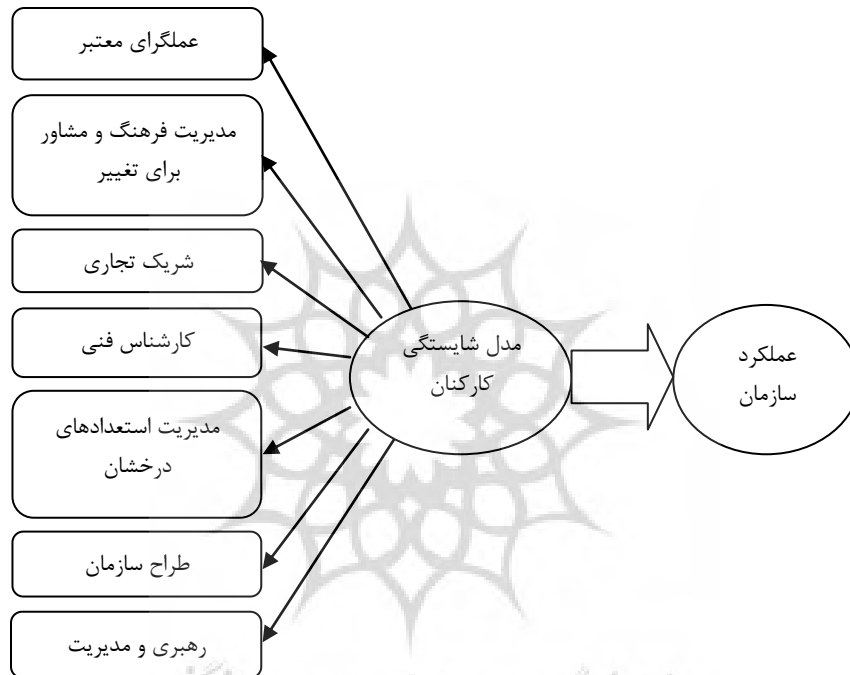 عملگرای معتبر
مدیریت فرهنگ و مشاور
برای تغییر
شریک تجاری
کارشناس فنی
مدیریت استعدادهای
درخشان
طراح سازمان
رهبری و مدیریت
مدل شایستگی
کارکنان
عملکرد
سازمان